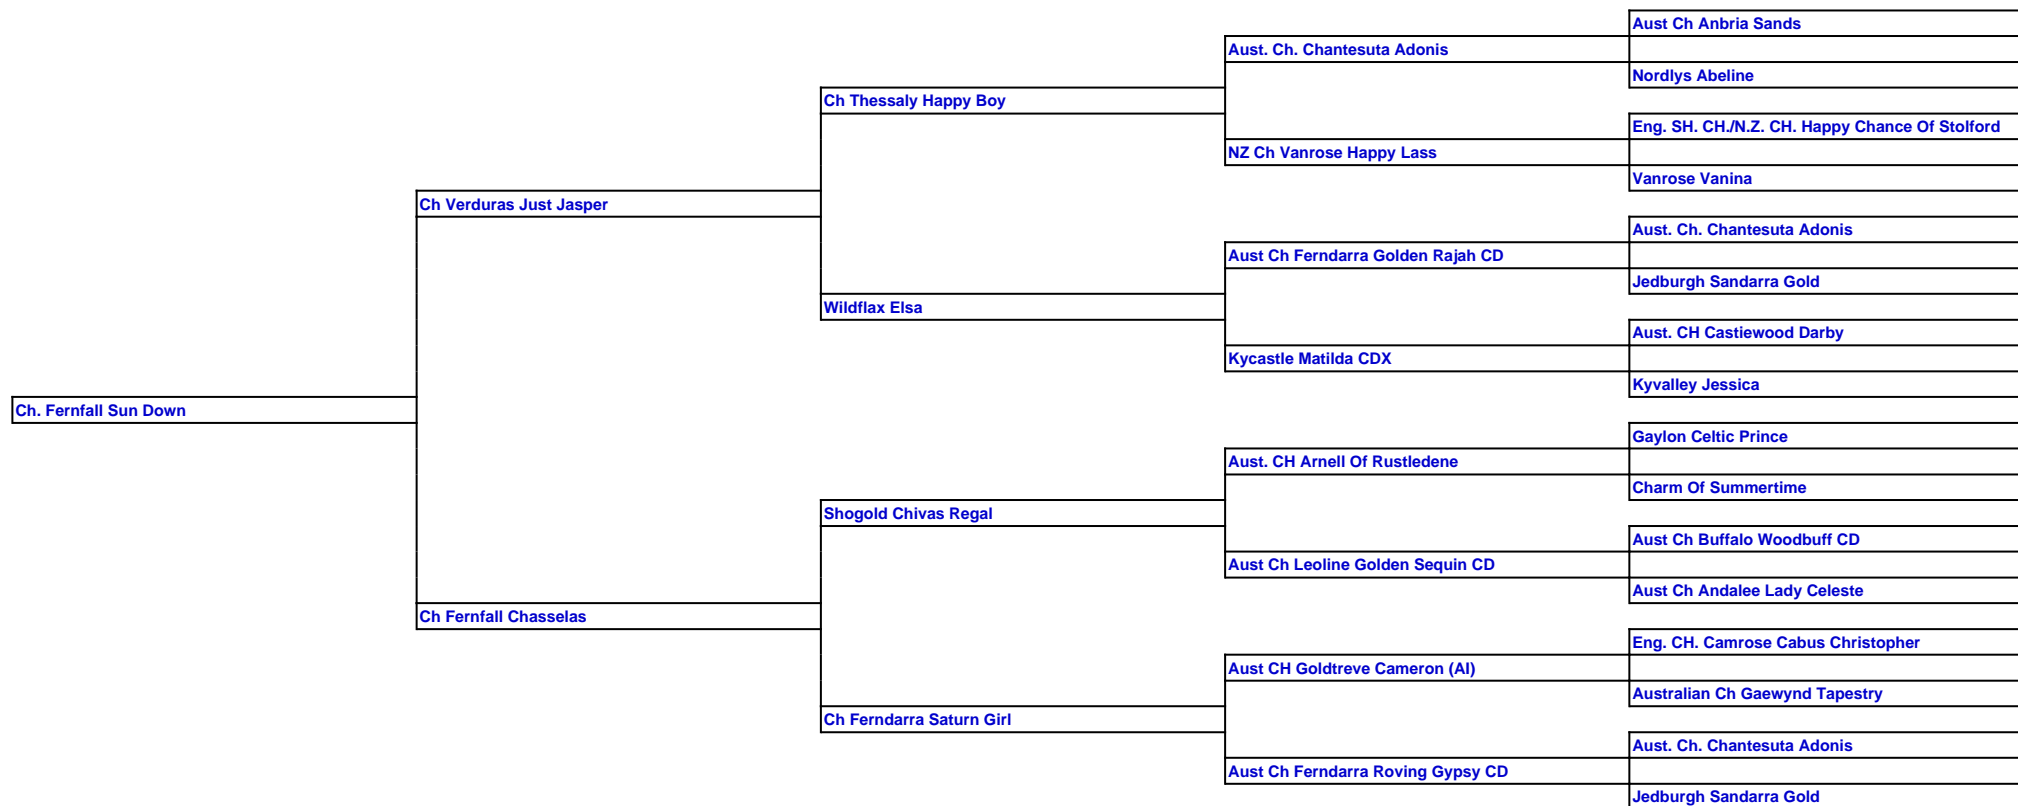 Aust Ch Anbria Sands
Aust. Ch. Chantesuta Adonis
Nordlys Abeline
Ch Thessaly Happy Boy
Eng. SH. CH./N.Z. CH. Happy Chance Of Stolford
NZ Ch Vanrose Happy Lass
Vanrose Vanina
Ch Verduras Just Jasper
Aust. Ch. Chantesuta Adonis
Aust Ch Ferndarra Golden Rajah CD
Jedburgh Sandarra Gold
Wildflax Elsa
Aust. CH Castiewood Darby
Kycastle Matilda CDX
Kyvalley Jessica
Ch. Fernfall Sun Down
Gaylon Celtic Prince
Aust. CH Arnell Of Rustledene
Charm Of Summertime
Shogold Chivas Regal
Aust Ch Buffalo Woodbuff CD
Aust Ch Leoline Golden Sequin CD
Aust Ch Andalee Lady Celeste
Ch Fernfall Chasselas
Eng. CH. Camrose Cabus Christopher
Aust CH Goldtreve Cameron (AI)
Australian Ch Gaewynd Tapestry
Ch Ferndarra Saturn Girl
Aust. Ch. Chantesuta Adonis
Aust Ch Ferndarra Roving Gypsy CD
Jedburgh Sandarra Gold